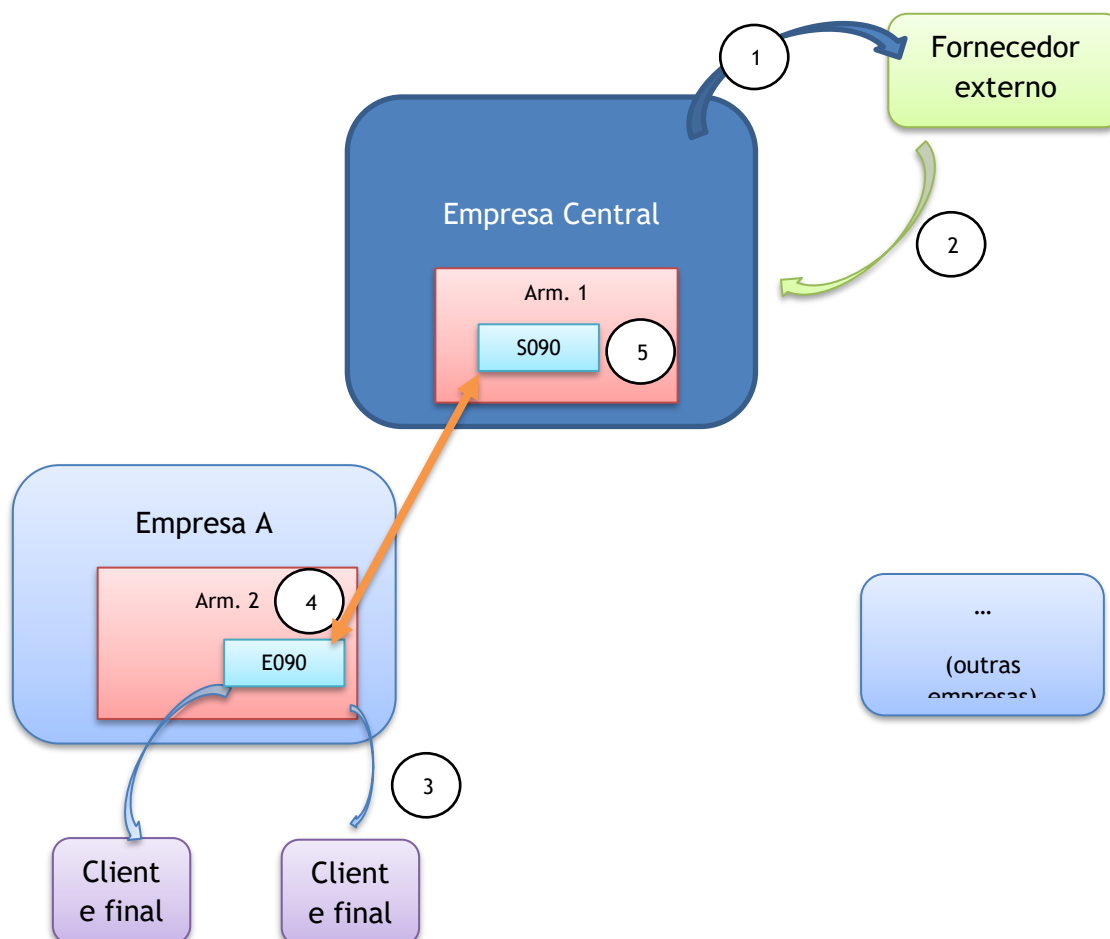 1
Fornecedor
externo
Empresa Central
2
Arm. 1
S090
5
Empresa A
Arm. 2
4
E090
...
(outras
empresas)
3
Client
e final
Client
e final